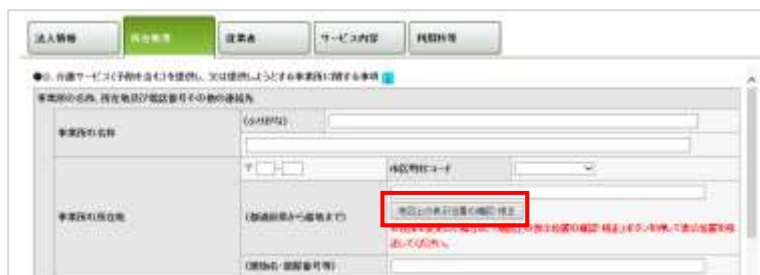 法人情報
所在地等
従業者
サービス内容
利用料等
●2. 介護サービス(予防を含む)を提供し、又は提供しようとする事業所に関する事項
事業所の名称、所在地及び電話番号その他の連絡先
事業所の名称
(ふりがな)
〒
-
市区町村コード
事業所の所在地
(都道府県から番地まで)
地図上の表示位置の確認・修正
(建物名・部屋番号等)